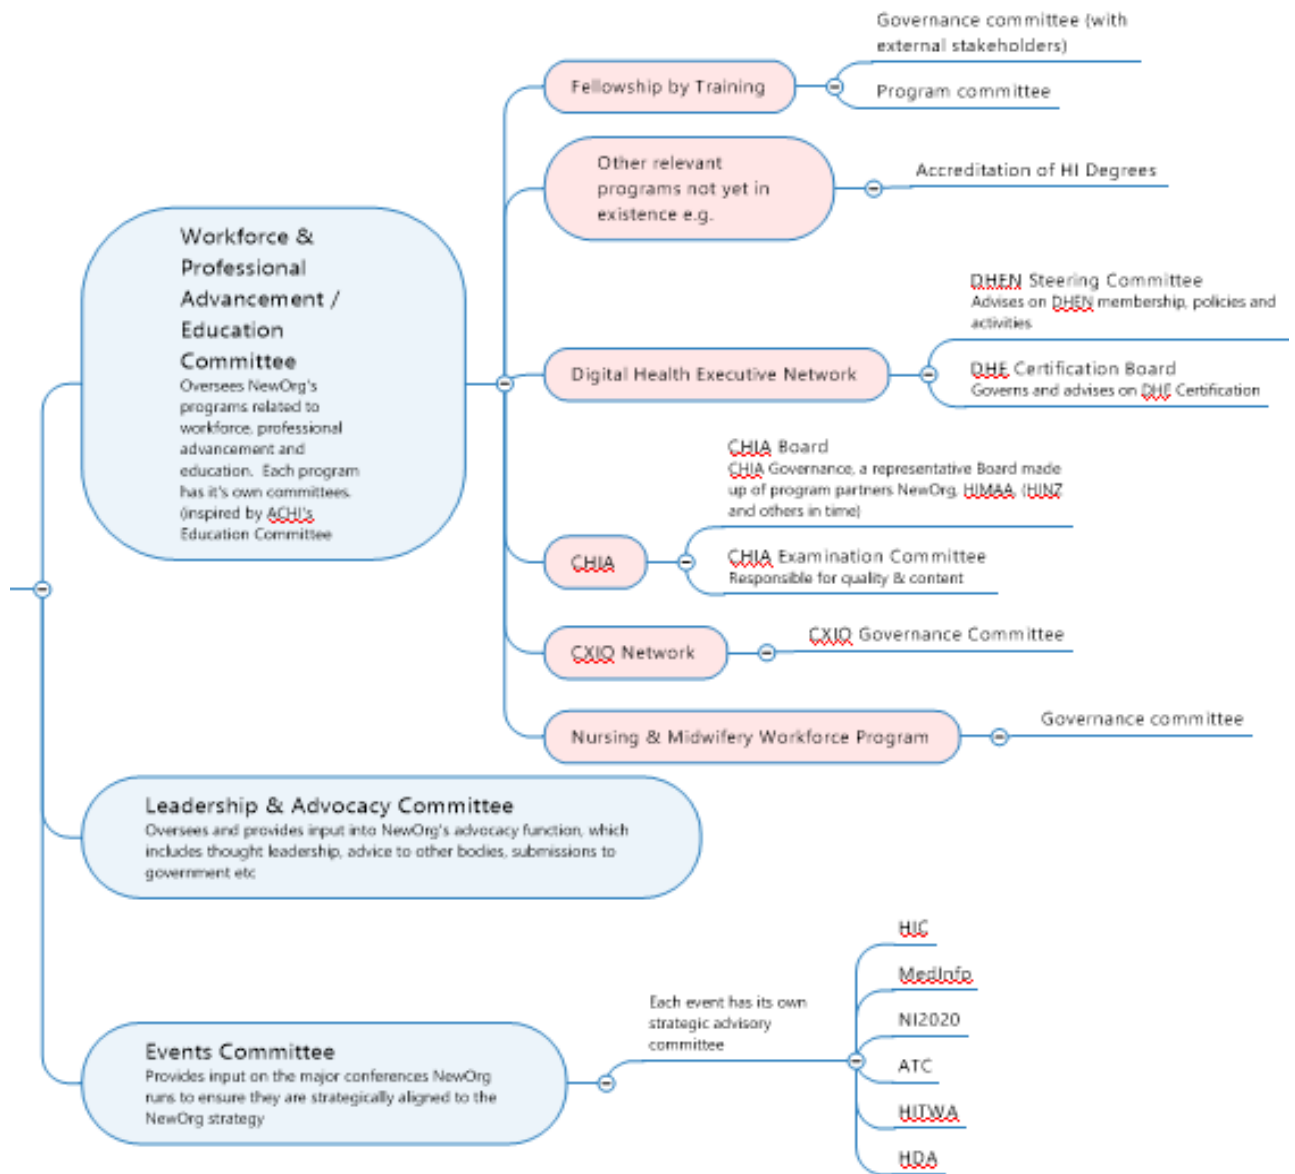 Governance committee (with
external stakeholders)
Fellowship by Training
Program committee
Other relevant
programs not yet in
existence e.g.
Accreditation of HI Degrees
Workforce &
Professional
Advancement /
Education
Committee
Oversees NewOrg's
programs related to
workforce, professional
advancement and
education.  Each program
has it's own committees.
(inspired by ACHI's
Education Committee
DHEN Steering Committee
Advises on DHEN membership, policies and
activities
Digital Health Executive Network
DHE Certification Board
Governs and advises on DHE Certification
CHIA Board
CHIA Governance, a representative Board made
up of program partners NewOrg, HIMAA, (HINZ
and others in time)
CHIA
CHIA Examination Committee
Responsible for quality & content
CXIO Network
CXIO Governance Committee
Nursing & Midwifery Workforce Program
Governance committee
Leadership & Advocacy Committee
Oversees and provides input into NewOrg's advocacy function, which
includes thought leadership, advice to other bodies, submissions to
government etc
Events Committee
Provides input on the major conferences NewOrg
runs to ensure they are strategically aligned to the
NewOrg strategy
Each event has its own
strategic advisory
committee
HIC
MedInfo
NI2020
ATC
HITWA
HDA